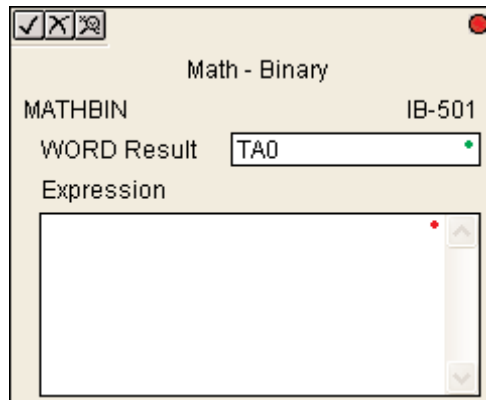 Math - Binary
MATHBIN IB-501
WORD Result TA0
Expression